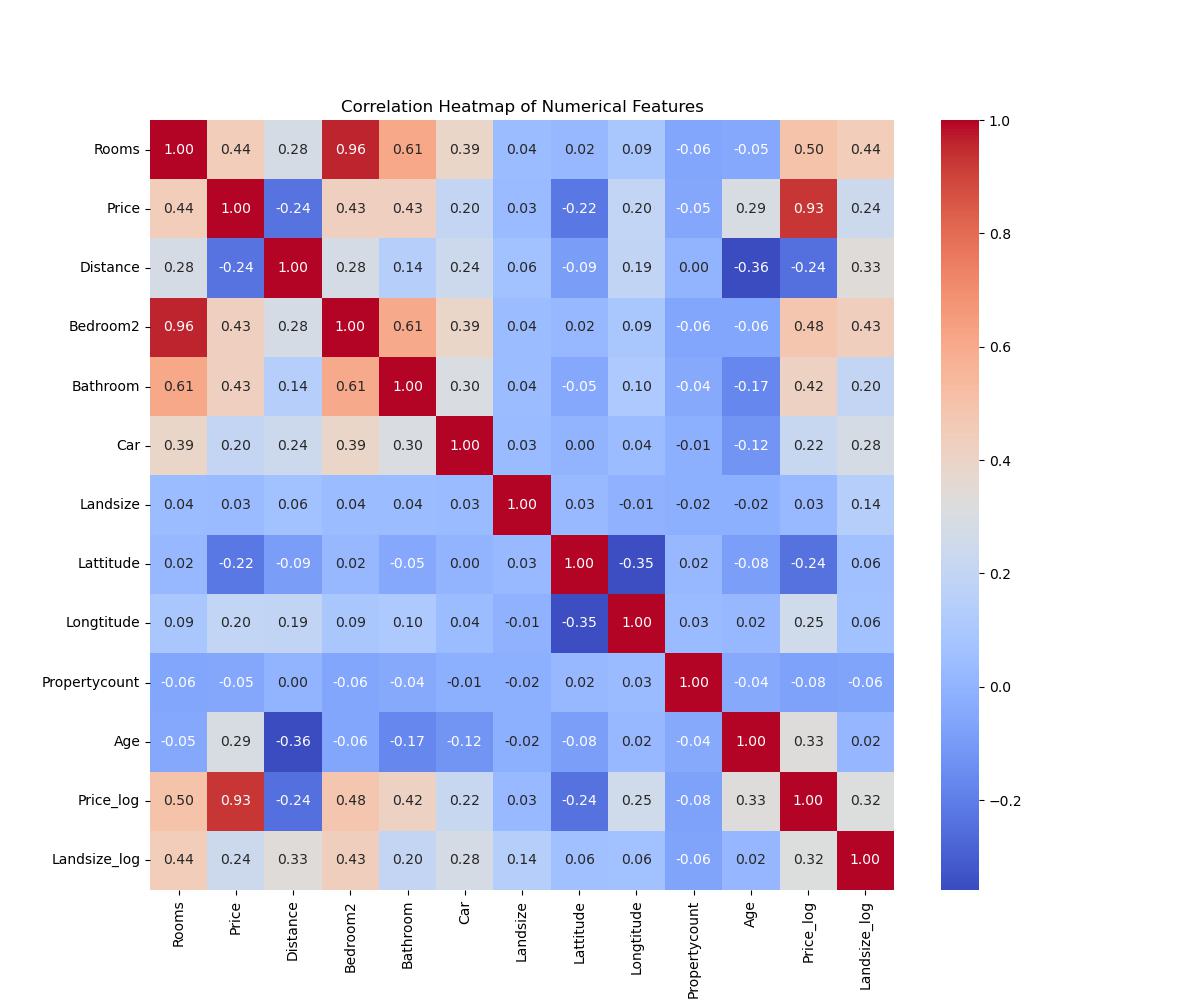 Correlation Heatmap of Numerical Features
Rooms 1.00 0.44 0.28 0.96 0.61 0.39 0.04 0.02 0.09 -0.06 -0.05 0.50 0.44
Price 0.44 1.00 -0.24 0.43 0.43 0.20 0.03 -0.22 0.20 -0.05 0.29 0.93 0.24
Distance 0.28 -0.24 1.00 0.28 0.14 0.24 0.06 -0.09 0.19 0.00 -0.36 -0.24 0.33
Bedroom2 0.96 0.43 0.28 1.00 0.61 0.39 0.04 0.02 0.09 -0.06 -0.06 0.48 0.43
Bathroom 0.61 0.43 0.14 0.61 1.00 0.30 0.04 -0.05 0.10 -0.04 -0.17 0.42 0.20
Car 0.39 0.20 0.24 0.39 0.30 1.00 0.03 0.00 0.04 -0.01 -0.12 0.22 0.28
Landsize 0.04 0.03 0.06 0.04 0.04 0.03 1.00 0.03 -0.01 -0.02 -0.02 0.03 0.14
Lattitude 0.02 -0.22 -0.09 0.02 -0.05 0.00 0.03 1.00 -0.35 0.02 -0.08 -0.24 0.06
Longtitude 0.09 0.20 0.19 0.09 0.10 0.04 -0.01 -0.35 1.00 0.03 0.02 0.25 0.06
Propertycount -0.06 -0.05 0.00 -0.06 -0.04 -0.01 -0.02 0.02 0.03 1.00 -0.04 -0.08 -0.06
Age -0.05 0.29 -0.36 -0.06 -0.17 -0.12 -0.02 -0.08 0.02 -0.04 1.00 0.33 0.02
Price_log 0.50 0.93 -0.24 0.48 0.42 0.22 0.03 -0.24 0.25 -0.08 0.33 1.00 0.32
Landsize_log 0.44 0.24 0.33 0.43 0.20 0.28 0.14 0.06 0.06 -0.06 0.02 0.32 1.00
Rooms Price Distance Bedroom2 Bathroom Car Landsize Lattitude Longtitude Propertycount Age Price_log Landsize_log
1.0
0.8
0.6
0.4
0.2
0.0
−0.2